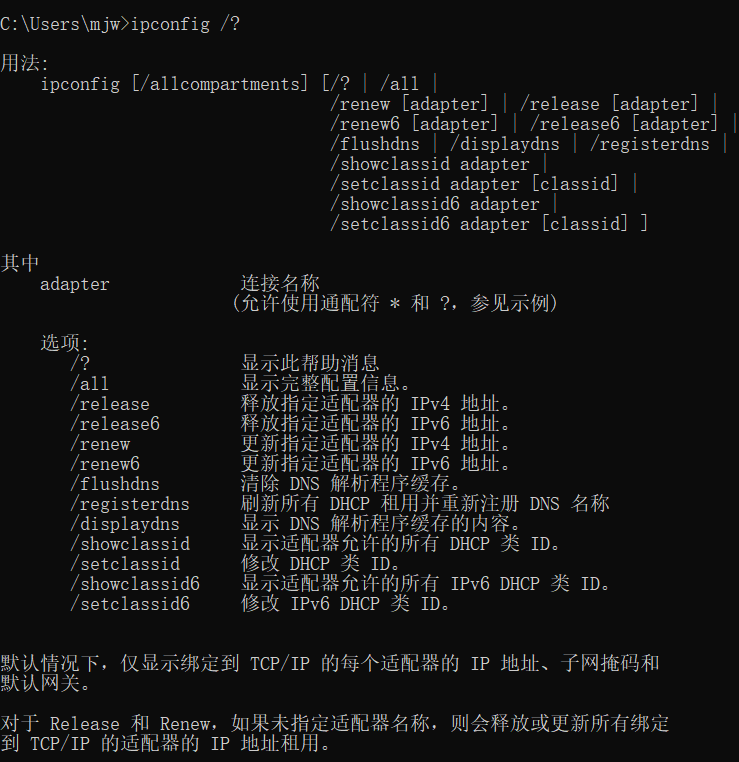 C:\Users\mjw>ipconfig /?
用法:
ipconfig [/allcompartments] [/? | /all |
/renew [adapter] | /release [adapter] |
/renew6 [adapter] | /release6 [adapter] |
/flushdns | /displaydns | /registerdns |
/showclassid adapter |
/setclassid adapter [classid] |
/showclassid6 adapter |
/setclassid6 adapter [classid] ]
其中
adapter 连接名称
(允许使用通配符 * 和 ?，参见示例)
选项:
/? 显示此帮助消息
/all 显示完整配置信息。
/release 释放指定适配器的 IPv4 地址。
/release6 释放指定适配器的 IPv6 地址。
/renew 更新指定适配器的 IPv4 地址。
/renew6 更新指定适配器的 IPv6 地址。
/flushdns 清除 DNS 解析程序缓存。
/registerdns 刷新所有 DHCP 租用并重新注册 DNS 名称
/displaydns 显示 DNS 解析程序缓存的内容。
/showclassid 显示适配器允许的所有 DHCP 类 ID。
/setclassid 修改 DHCP 类 ID。
/showclassid6 显示适配器允许的所有 IPv6 DHCP 类 ID。
/setclassid6 修改 IPv6 DHCP 类 ID。
默认情况下，仅显示绑定到 TCP/IP 的每个适配器的 IP 地址、子网掩码和
默认网关。
对于 Release 和 Renew，如果未指定适配器名称，则会释放或更新所有绑定
到 TCP/IP 的适配器的 IP 地址租用。